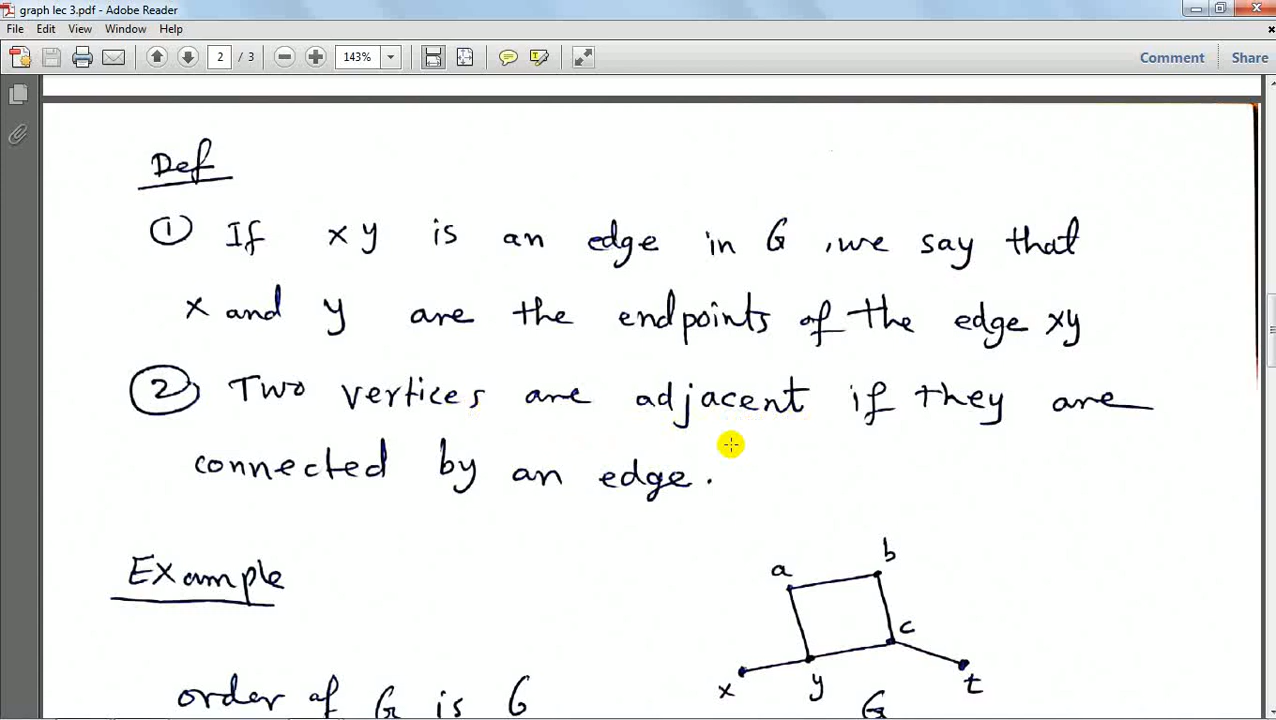 graph lec 3.pdf - Adobe Reader
File Edit View Window Help
2 / 3 143% Comment Share
Def
① If xy is an edge in G, we say that
x and y are the endpoints of the edge xy
② Two vertices are adjacent if they are
connected by an edge.
Example
a b
c
x y t
order of G is 6
G